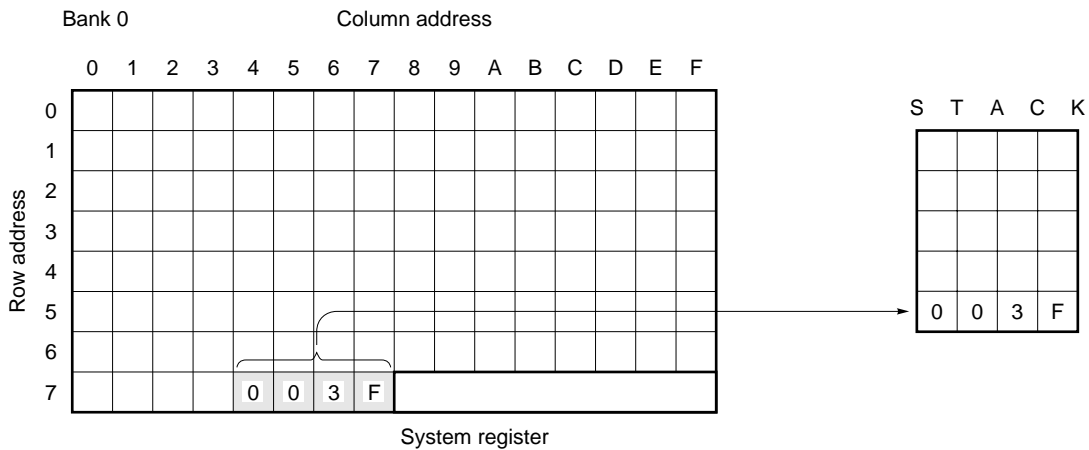 Bank 0 Column address
0 1 2 3 4 5 6 7 8 9 A B C D E F
0
S T A C K
1
2
Row address
3
4
5
0 0 3 F
6
7 0 0 3 F
System register